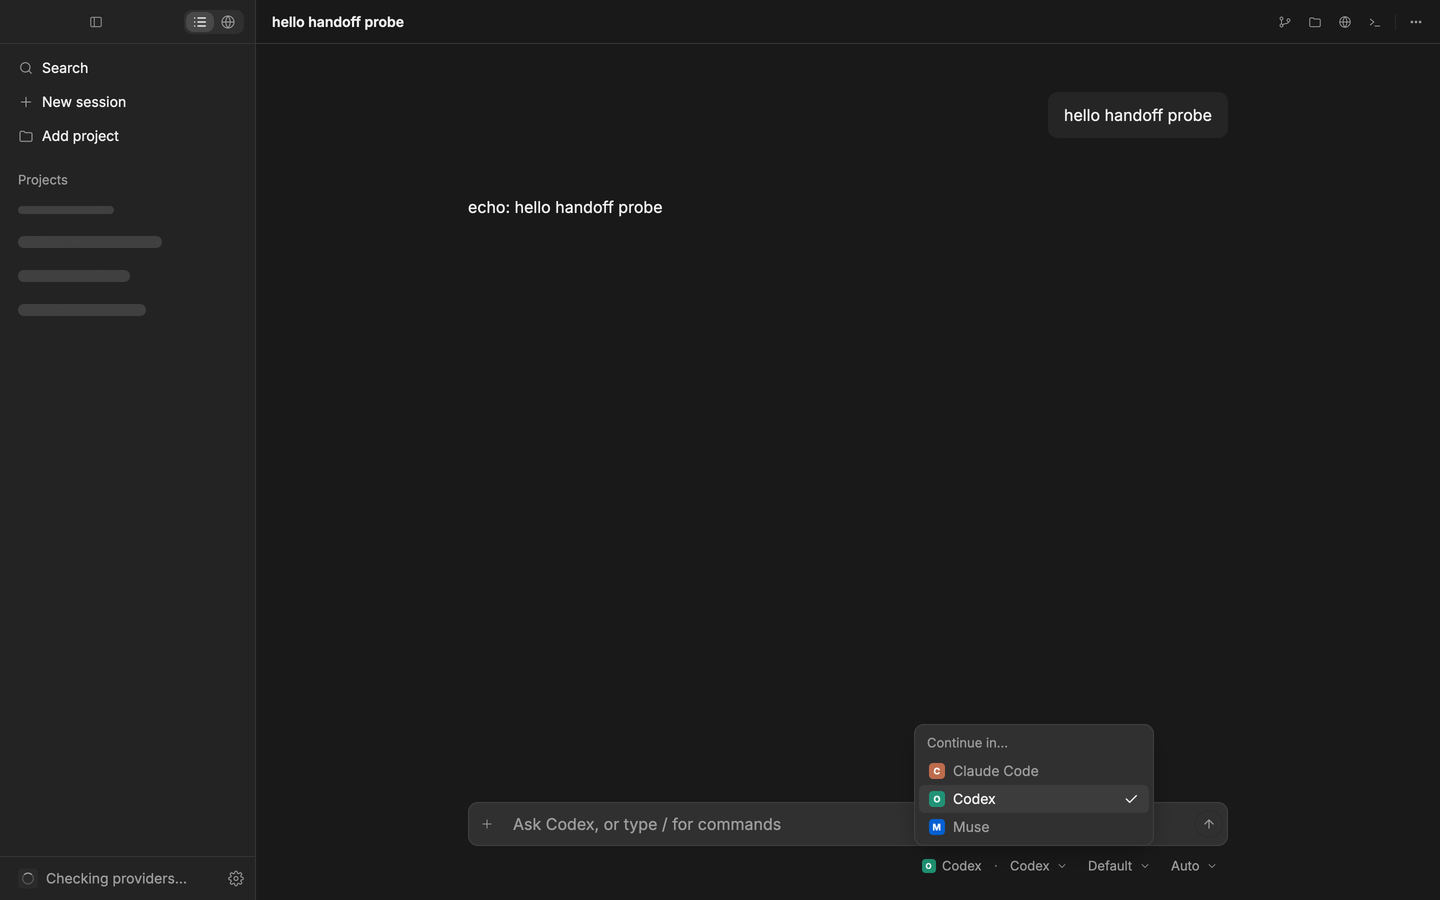 hello handoff probe
Search
New session
Add project
Projects
hello handoff probe
echo: hello handoff probe
Continue in...
C Claude Code
O Codex
M Muse
Ask Codex, or type / for commands
O Codex · Codex Default Auto
Checking providers...